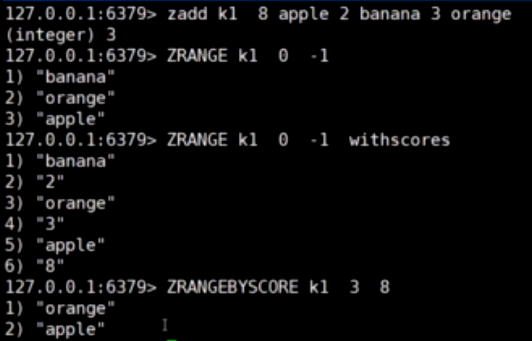 127.0.0.1:6379> zadd k1  8 apple 2 banana 3 orange
(integer) 3
127.0.0.1:6379> ZRANGE k1  0  -1
1) "banana"
2) "orange"
3) "apple"
127.0.0.1:6379> ZRANGE k1  0  -1  withscores
1) "banana"
2) "2"
3) "orange"
4) "3"
5) "apple"
6) "8"
127.0.0.1:6379> ZRANGEBYSCORE k1  3  8
1) "orange"
2) "apple"